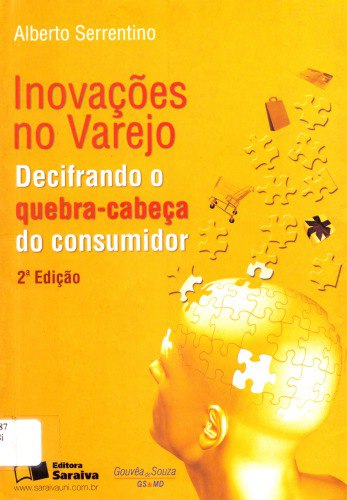 Alberto Serrentino
Inovações
no Varejo
Decifrando o
quebra-cabeça
do consumidor
2ª Edição
87
Editora
Saraiva
www.saraivauni.com.br
Gouvêa de Souza
GS&MD